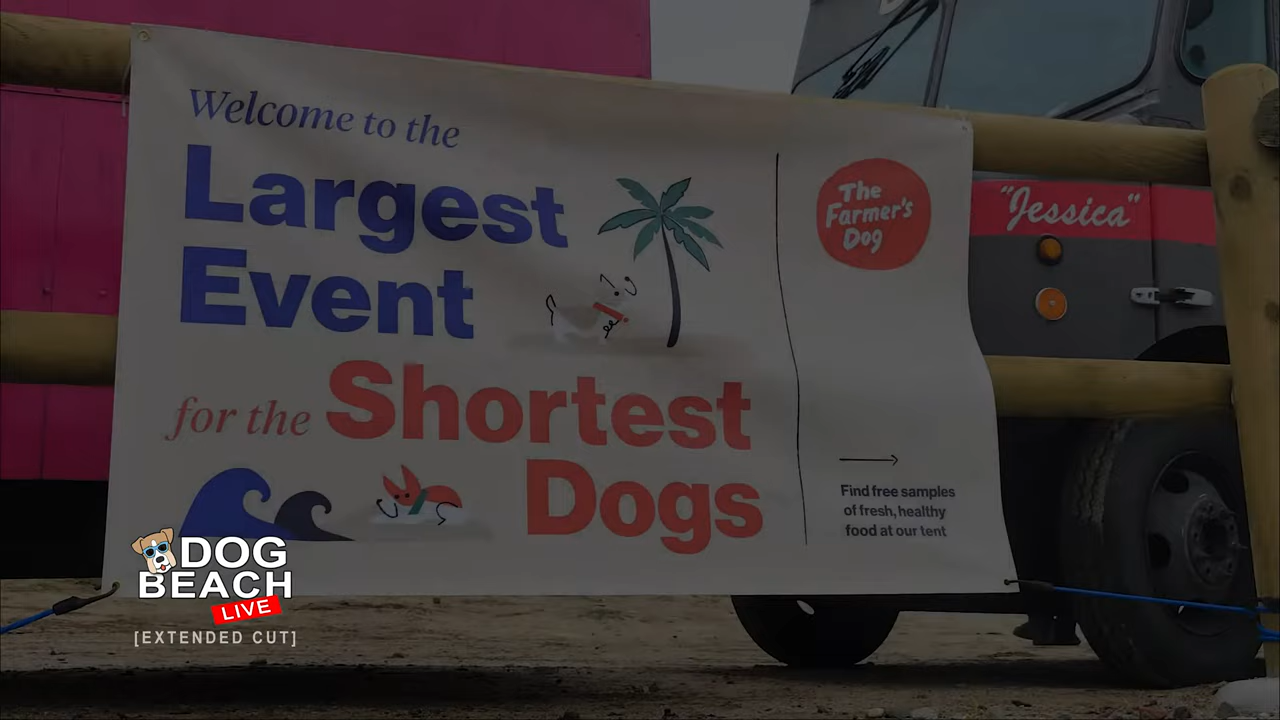 Welcome to the
Largest
Event
for the Shortest
Dogs
The
Farmer's
Dog
Find free samples
of fresh, healthy
food at our tent
"Jessica"
DOG
BEACH
LIVE
[EXTENDED CUT]